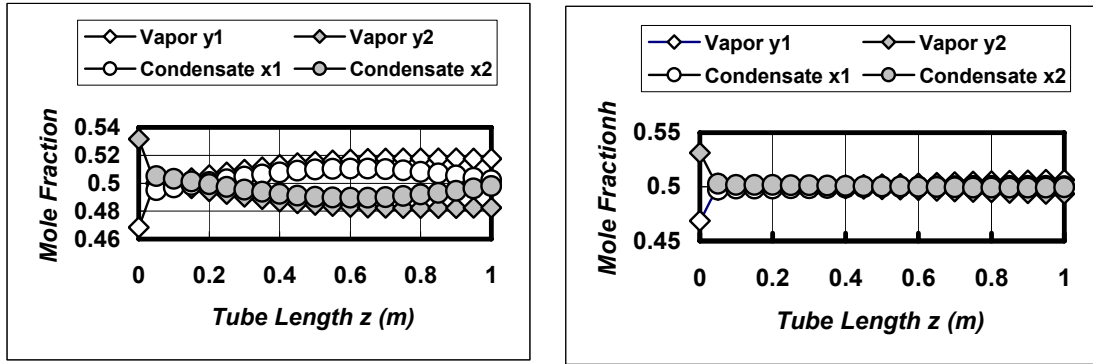 Vapor y1 Vapor y2
Condensate x1 Condensate x2
Mole Fraction
0.54
0.52
0.5
0.48
0.46
0 0.2 0.4 0.6 0.8 1
Tube Length z (m)
Vapor y1 Vapor y2
Condensate x1 Condensate x2
Mole Fractionh
0.55
0.5
0.45
0 0.2 0.4 0.6 0.8 1
Tube Length z (m)